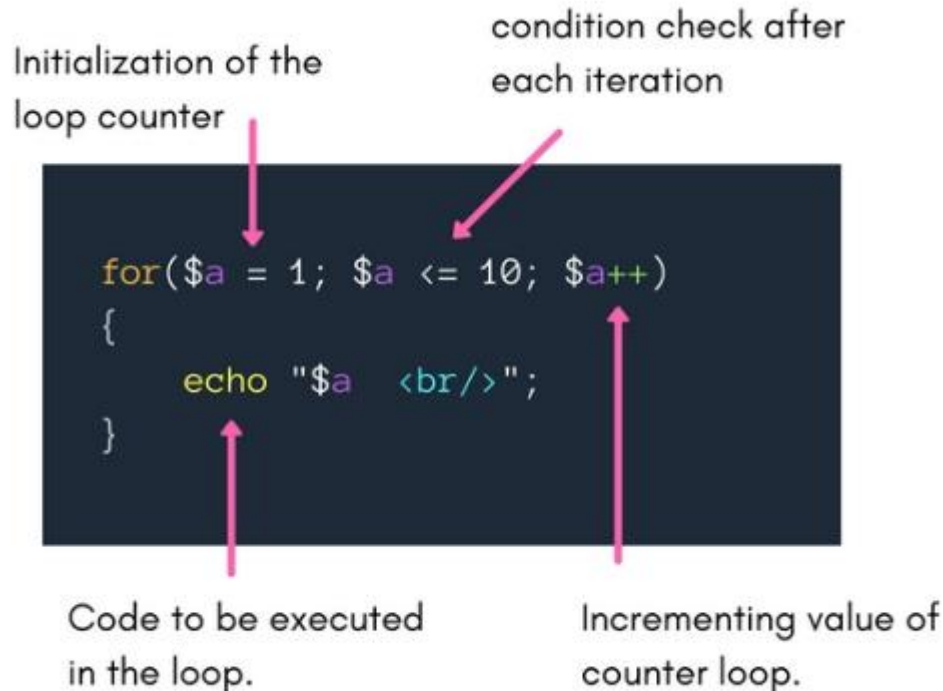 Initialization of the
loop counter
condition check after
each iteration
for($a = 1; $a <= 10; $a++)
{
echo "$a  <br/>";
}
Code to be executed
in the loop.
Incrementing value of
counter loop.